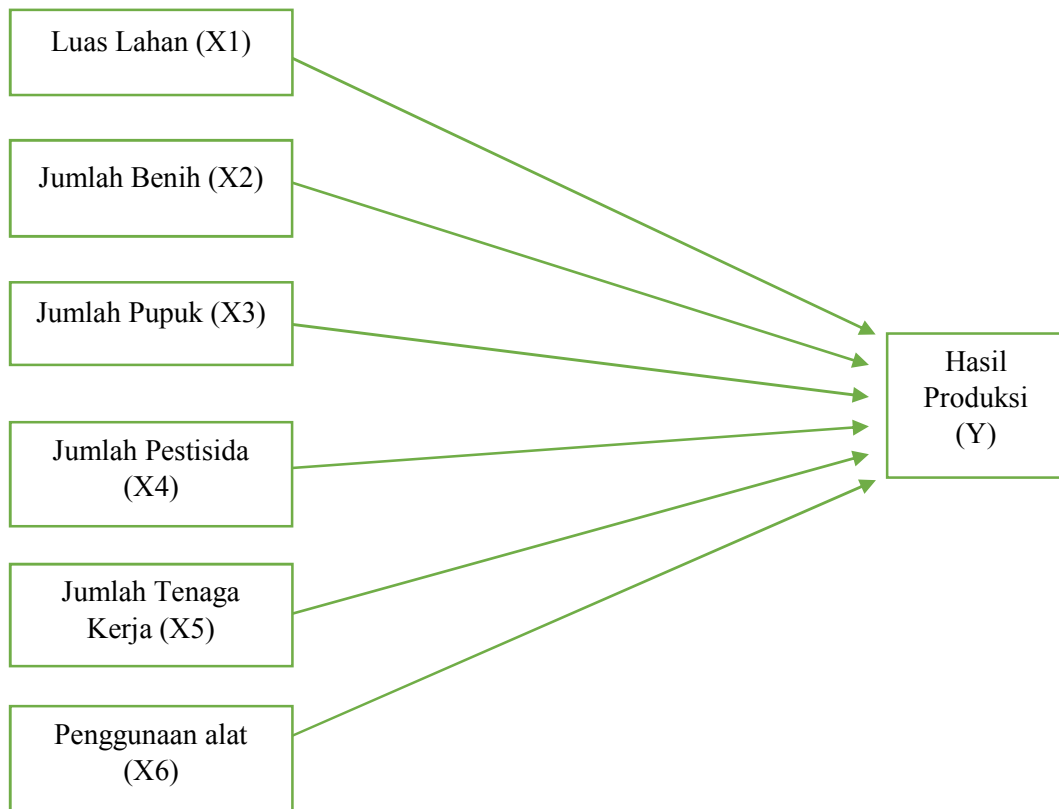 Luas Lahan (X1)
Jumlah Benih (X2)
Jumlah Pupuk (X3)
Jumlah Pestisida
(X4)
Jumlah Tenaga
Kerja (X5)
Penggunaan alat
(X6)
Hasil
Produksi
(Y)